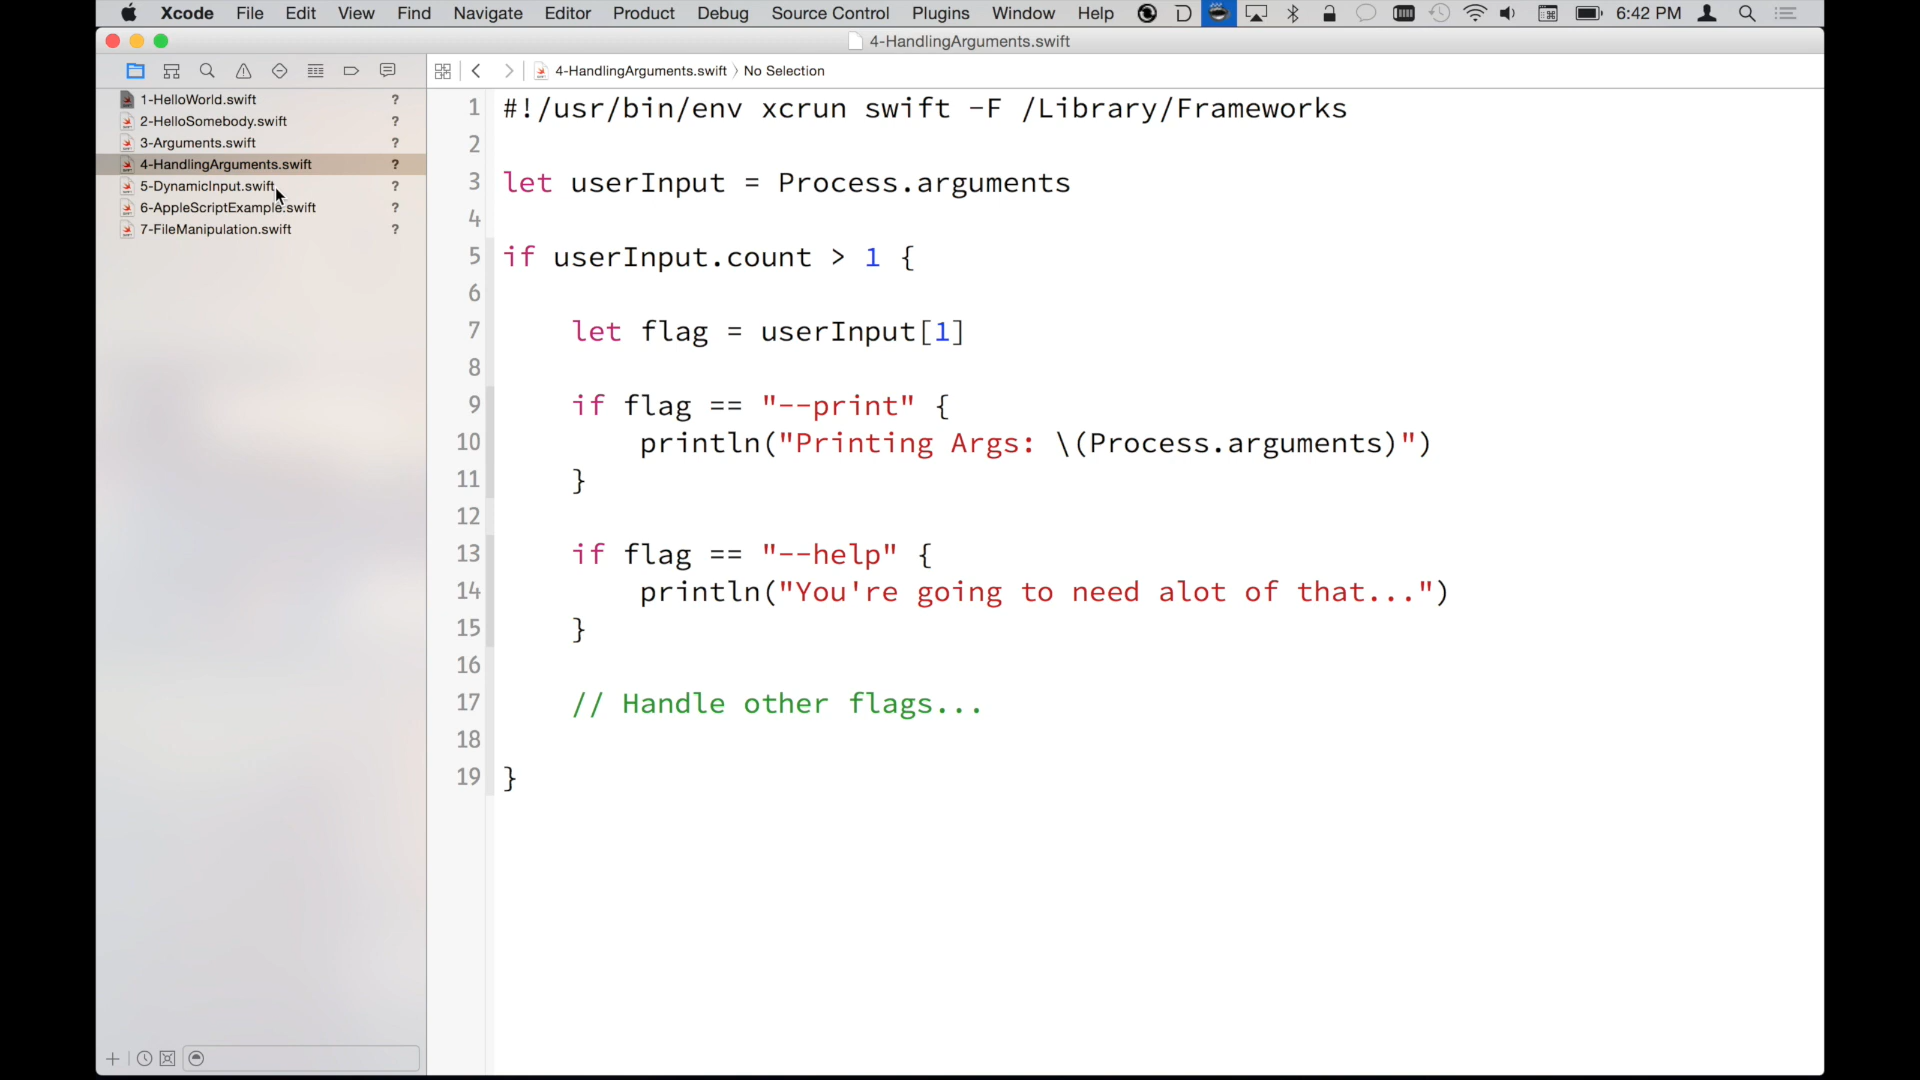 Xcode File Edit View Find Navigate Editor Product Debug Source Control Plugins Window Help 6:42 PM
4-HandlingArguments.swift
4-HandlingArguments.swift 〉 No Selection
1-HelloWorld.swift ?
2-HelloSomebody.swift ?
3-Arguments.swift ?
4-HandlingArguments.swift ?
5-DynamicInput.swift ?
6-AppleScriptExample.swift ?
7-FileManipulation.swift ?
1 #!/usr/bin/env xcrun swift -F /Library/Frameworks
2
3 let userInput = Process.arguments
4
5 if userInput.count > 1 {
6
7 let flag = userInput[1]
8
9 if flag == "--print" {
10 println("Printing Args: \(Process.arguments)")
11 }
12
13 if flag == "--help" {
14 println("You're going to need alot of that...")
15 }
16
17 // Handle other flags...
18
19 }